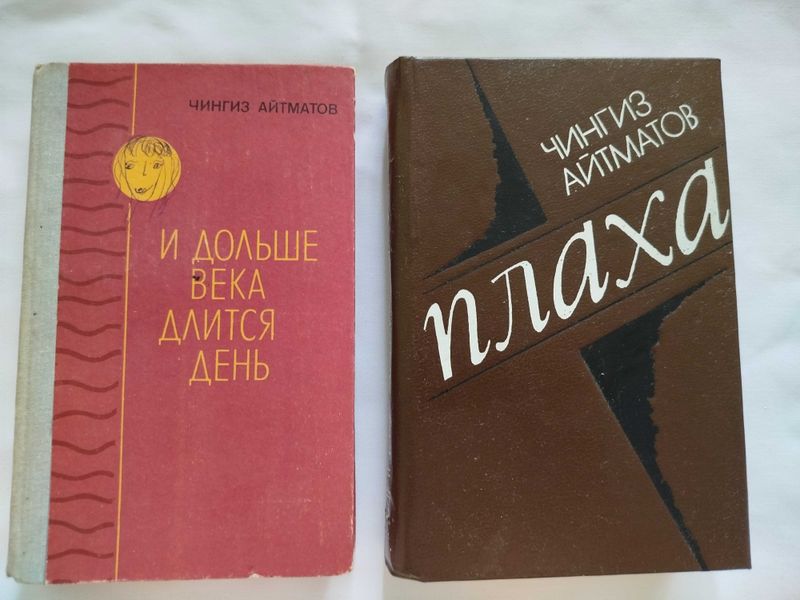 ЧИНГИЗ АЙТМАТОВ
И ДОЛЬШЕ
ВЕКА
ДЛИТСЯ
ДЕНЬ
ЧИНГИЗ
АЙТМАТОВ
плаха